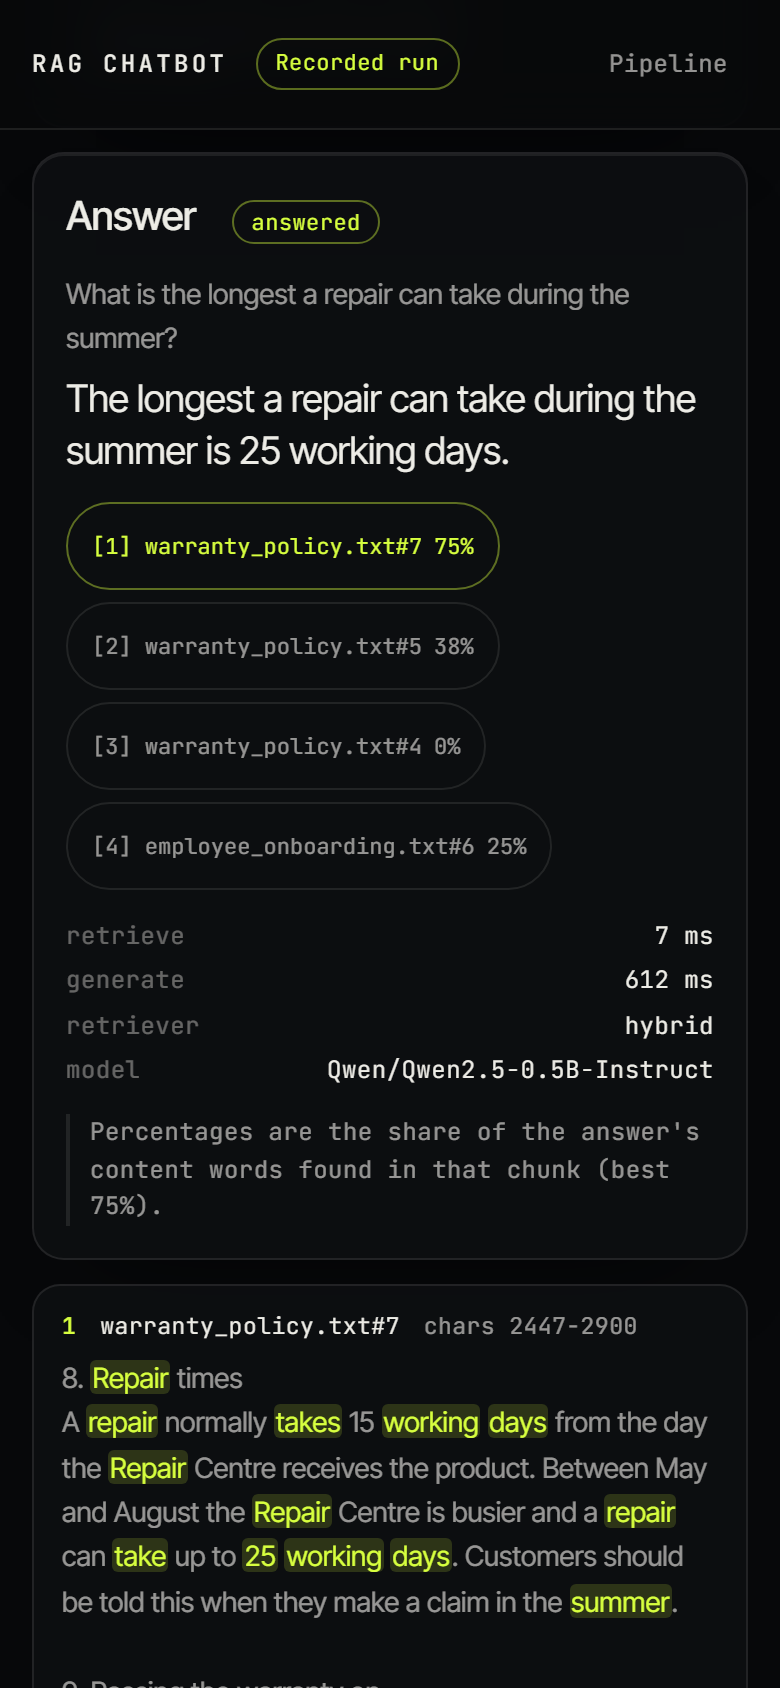 RAG CHATBOT Recorded run Pipeline
Answer answered
What is the longest a repair can take during the
summer?
The longest a repair can take during the
summer is 25 working days.
[1] warranty_policy.txt#7 75%
[2] warranty_policy.txt#5 38%
[3] warranty_policy.txt#4 0%
[4] employee_onboarding.txt#6 25%
retrieve 7 ms
generate 612 ms
retriever hybrid
model Qwen/Qwen2.5-0.5B-Instruct
Percentages are the share of the answer's
content words found in that chunk (best
75%).
1 warranty_policy.txt#7 chars 2447-2900
8. Repair times
A repair normally takes 15 working days from the day
the Repair Centre receives the product. Between May
and August the Repair Centre is busier and a repair
can take up to 25 working days. Customers should
be told this when they make a claim in the summer.
9. Passing the warranty on